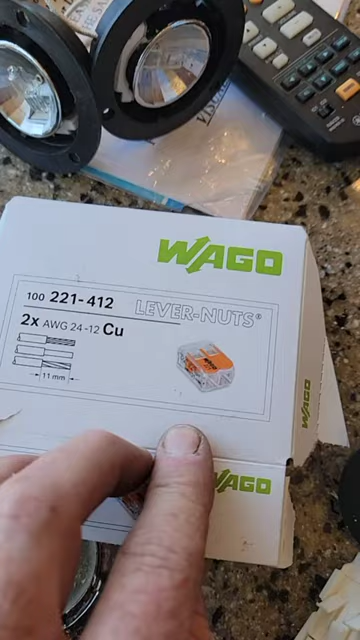 WAGO
100 221-412
LEVER-NUTS®
2x AWG 24-12 Cu
11 mm
WAGO
WAGO